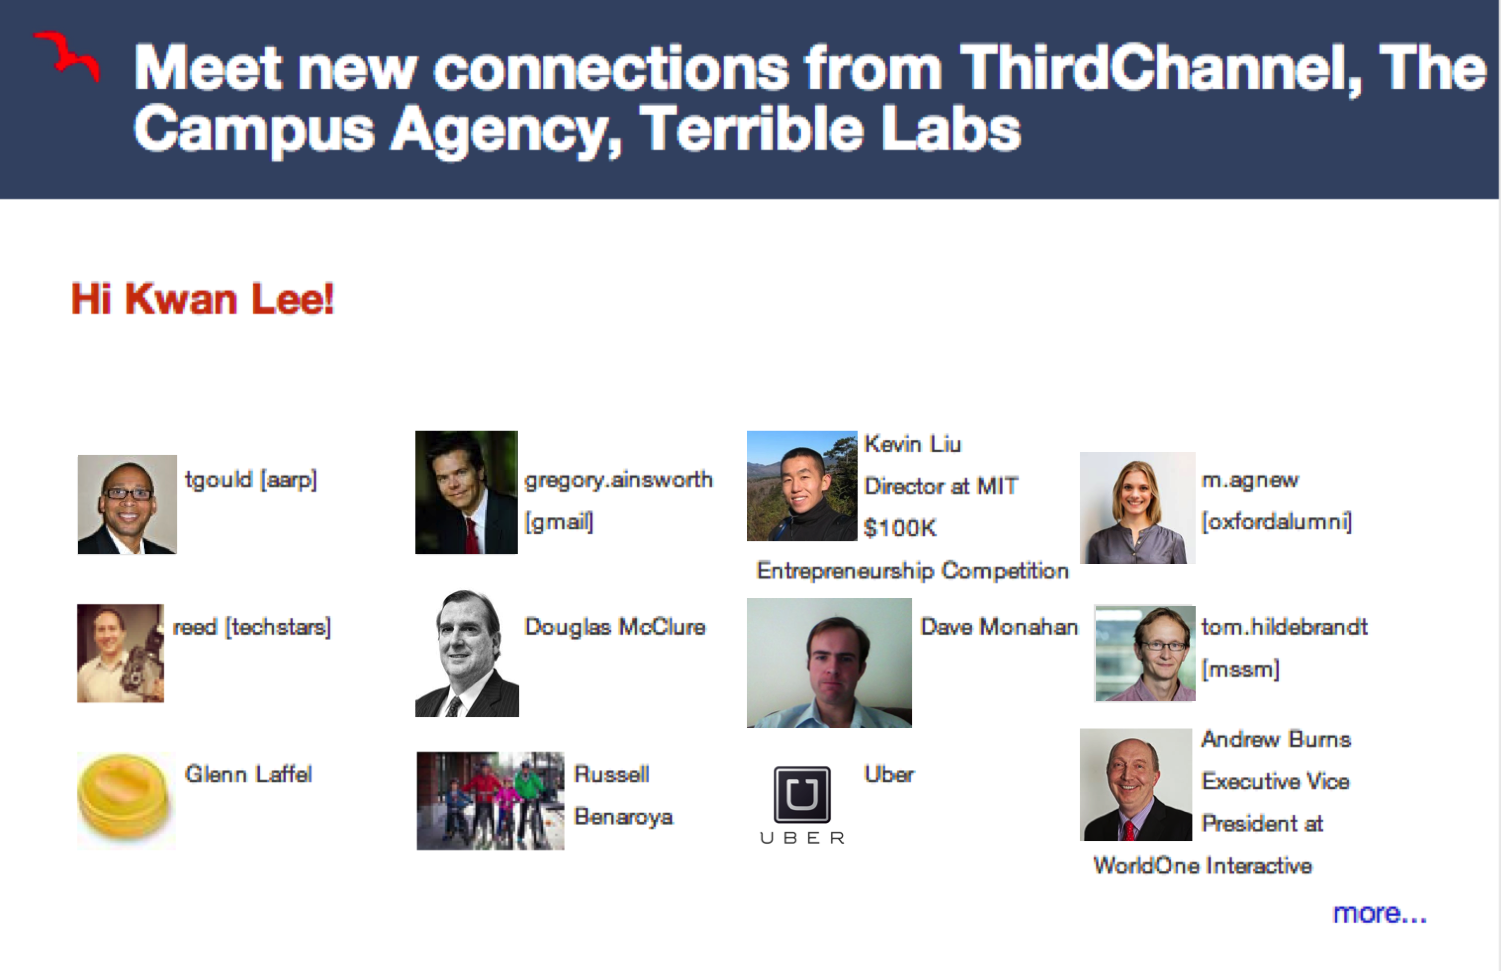 Meet new connections from ThirdChannel, The
Campus Agency, Terrible Labs
Hi Kwan Lee!
tgould [aarp]
gregory.ainsworth
[gmail]
Kevin Liu
Director at MIT
$100K
Entrepreneurship Competition
m.agnew
[oxfordalumni]
reed [techstars]
Douglas McClure
Dave Monahan
tom.hildebrandt
[mssm]
Glenn Laffel
Russell
Benaroya
U
UBER
Uber
Andrew Burns
Executive Vice
President at
WorldOne Interactive
more...